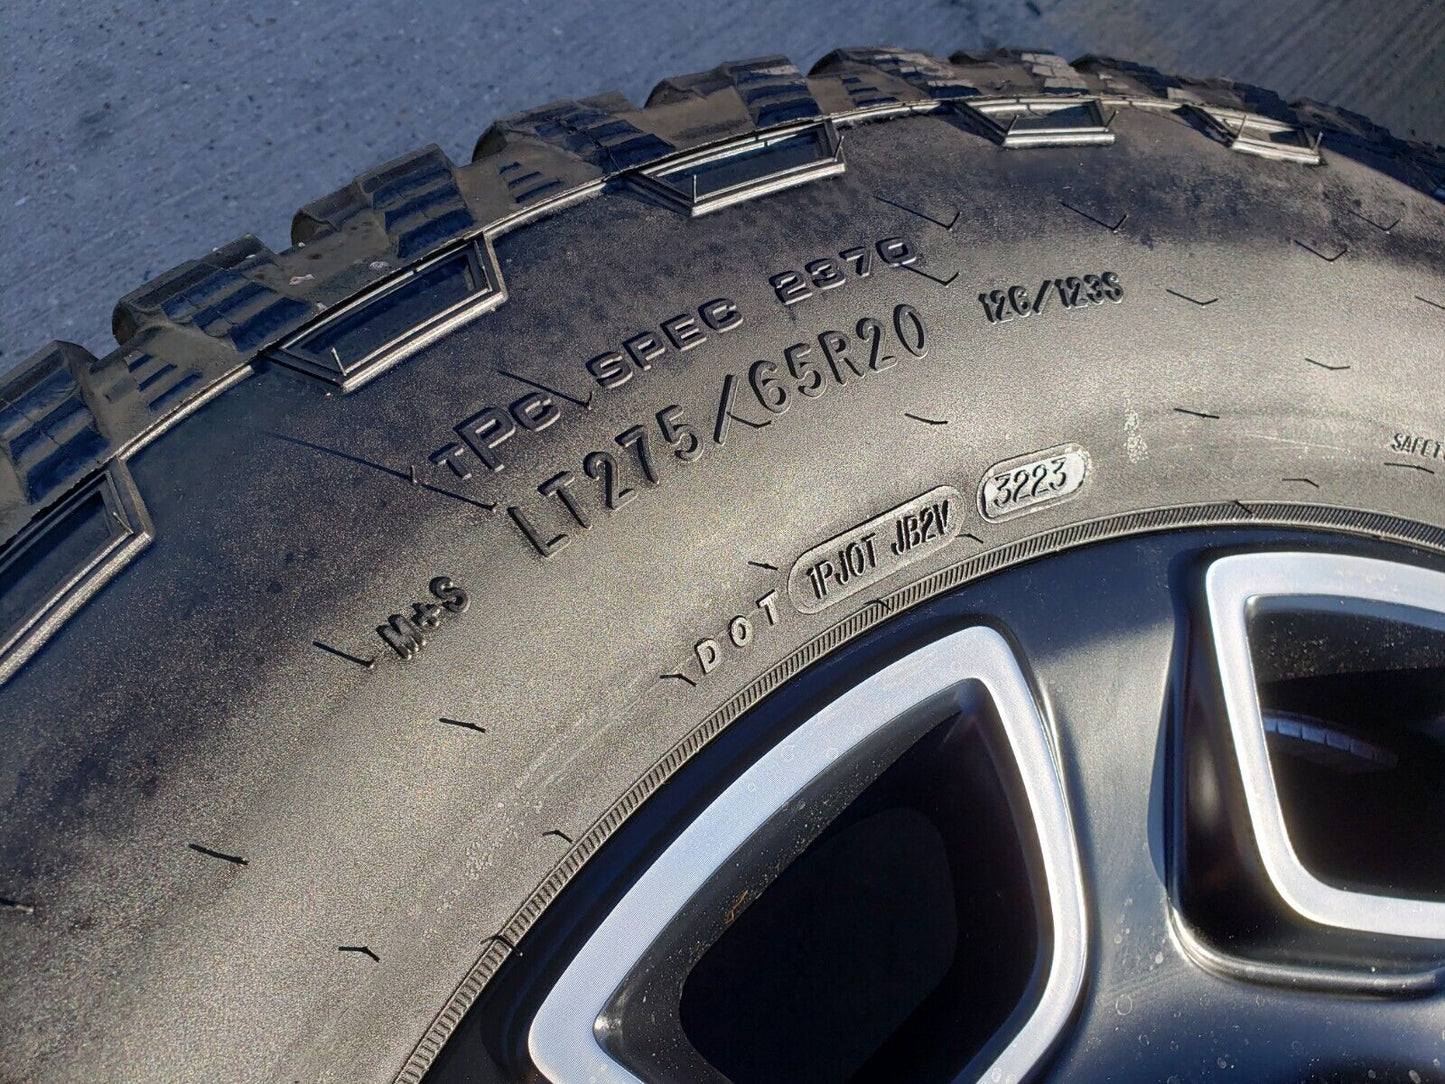 TPC SPEC 2370
LT275/65R20 126/123S
M+S
DOT 1PJ0T JB2V 3223